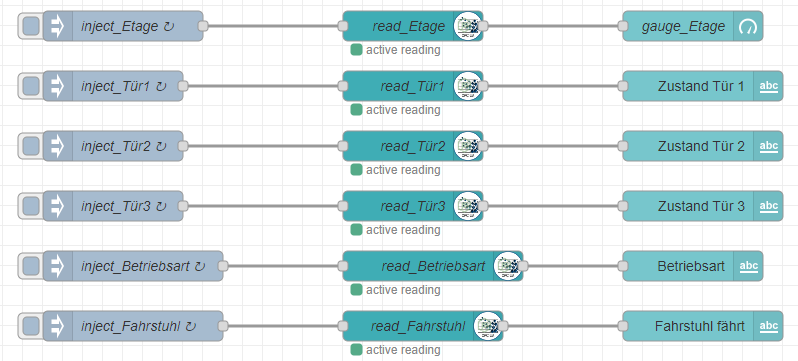 inject_Etage ↻ read_Etage gauge_Etage
active reading
inject_Tür1 ↻ read_Tür1 Zustand Tür 1 abc
active reading
inject_Tür2 ↻ read_Tür2 Zustand Tür 2 abc
active reading
inject_Tür3 ↻ read_Tür3 Zustand Tür 3 abc
active reading
inject_Betriebsart ↻ read_Betriebsart Betriebsart abc
active reading
inject_Fahrstuhl ↻ read_Fahrstuhl Fahrstuhl fährt abc
active reading